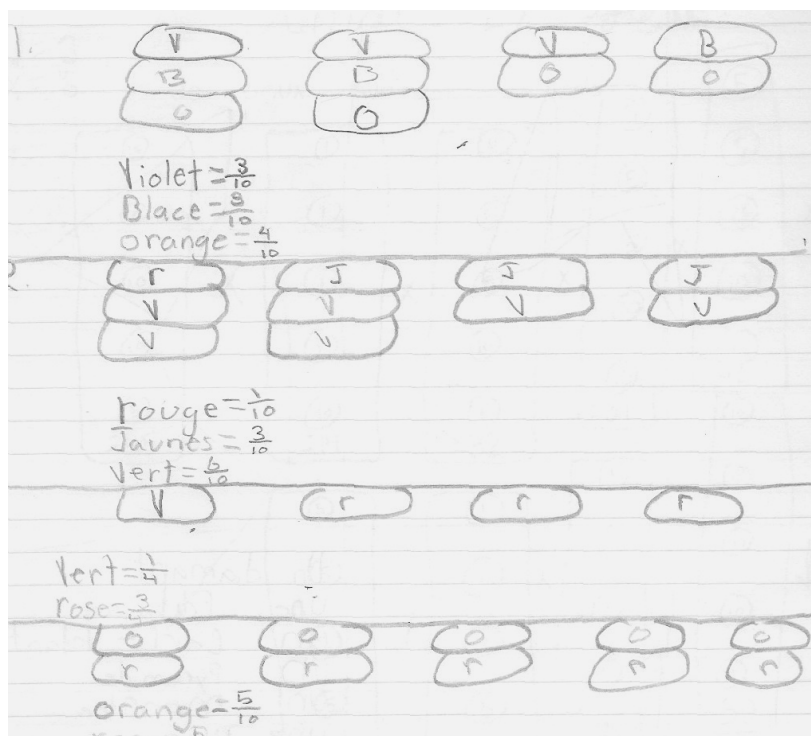 1.
V V V B
B B O O
O O
Violet = 3/10
Blace = 3/10
orange = 4/10
r J J J
V V V V
V V
rouge = 1/10
Jaunes = 3/10
Vert = 6/10
V r r r
Vert = 1/4
rose = 3/4
O O O O O
r r r r r
orange = 5/10